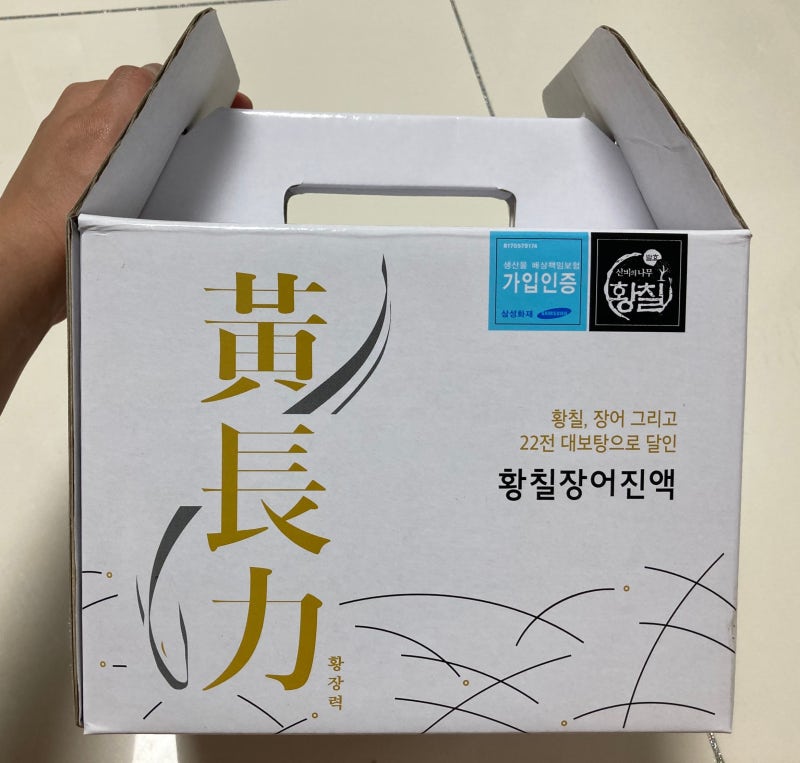 黃長力
황장력
8170579174
생산물 배상책임보험
가입인증
삼성화재 SAMSUNG
신비의나무
황칠
황칠, 장어 그리고
22전 대보탕으로 달인
황칠장어진액